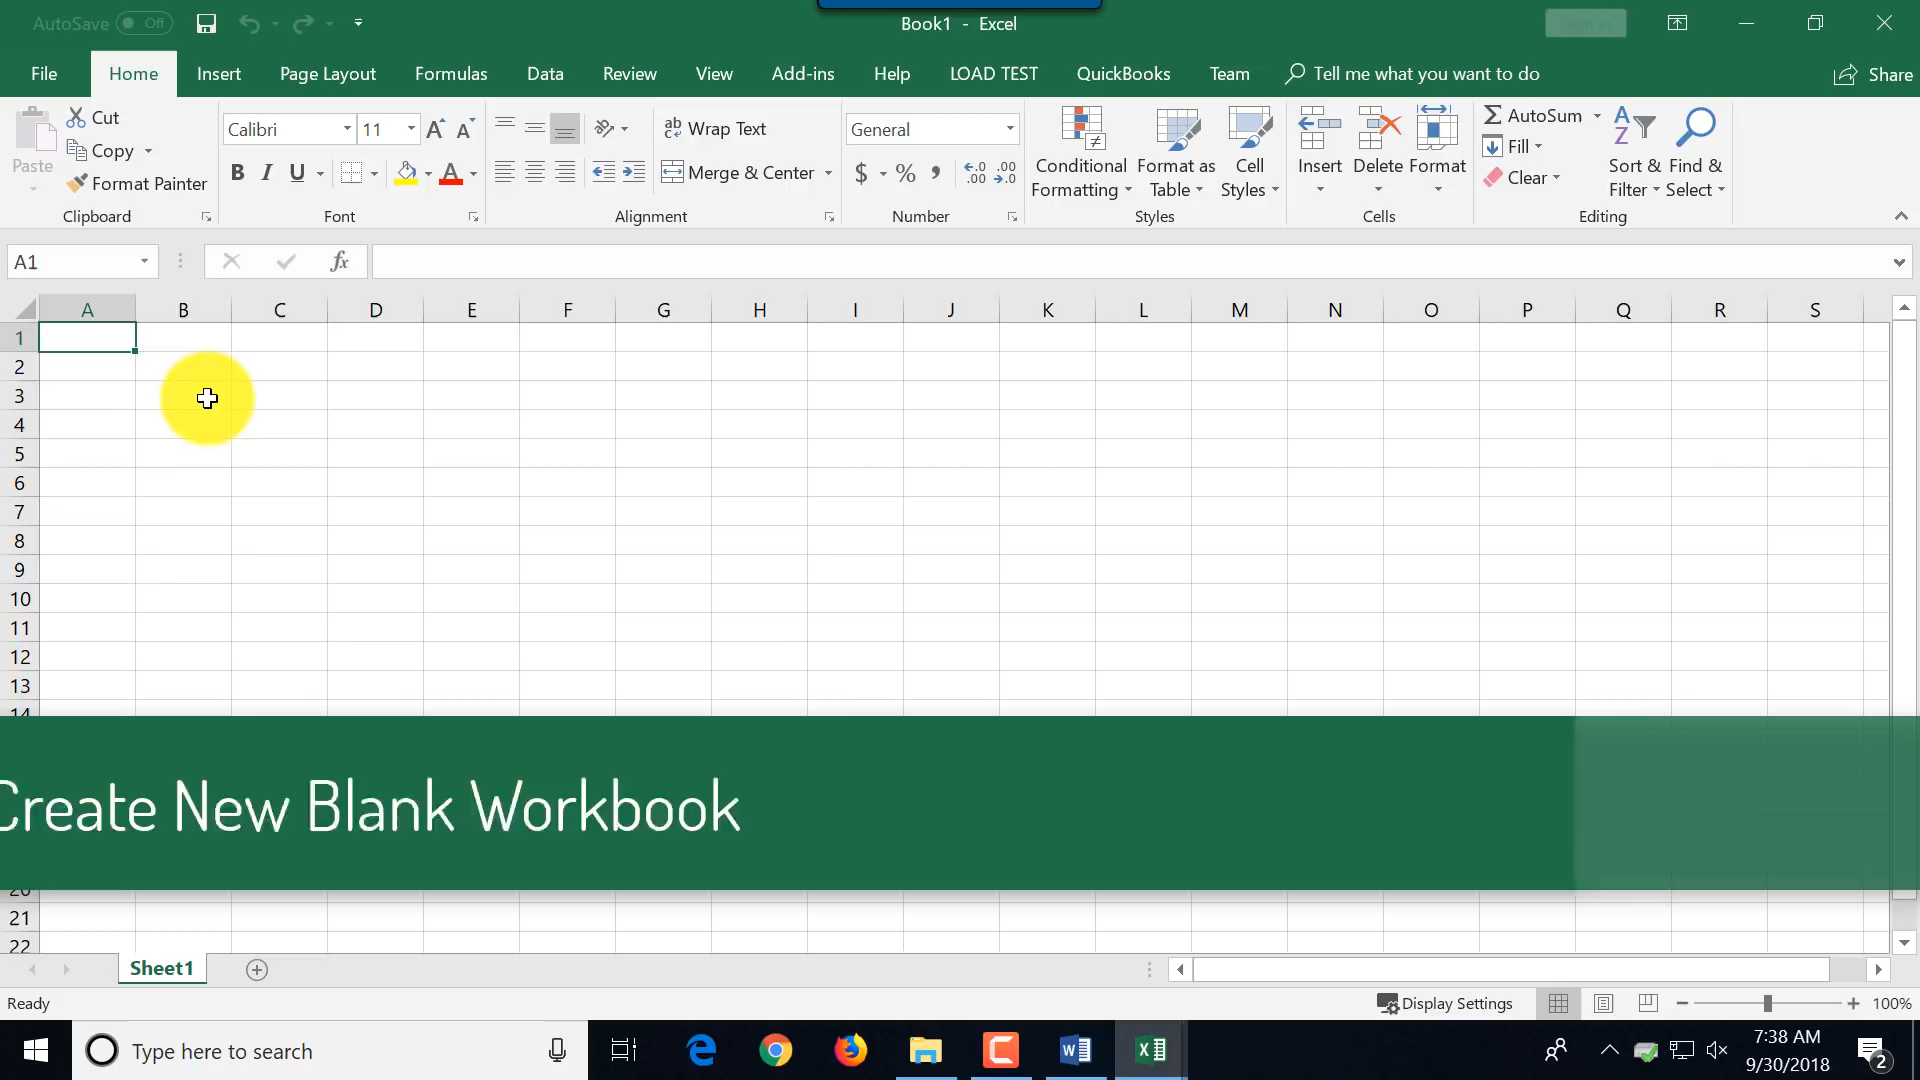 AutoSave Off
Book1 - Excel
File Home Insert Page Layout Formulas Data Review View Add-ins Help LOAD TEST QuickBooks Team Tell me what you want to do Share
Paste
Cut
Copy
Format Painter
Clipboard
Calibri 11
B I U
Font
Wrap Text
Merge & Center
Alignment
General
$ % ,
Number
Conditional Formatting
Format as Table
Cell Styles
Styles
Insert
Delete
Format
Cells
AutoSum
Fill
Clear
Sort & Filter
Find & Select
Editing
A1
fx
A B C D E F G H I J K L M N O P Q R S
1
2
3
4
5
6
7
8
9
10
11
12
13
14
Create New Blank Workbook
20
21
22
Sheet1
Ready
Display Settings
100%
Type here to search
7:38 AM
9/30/2018
2